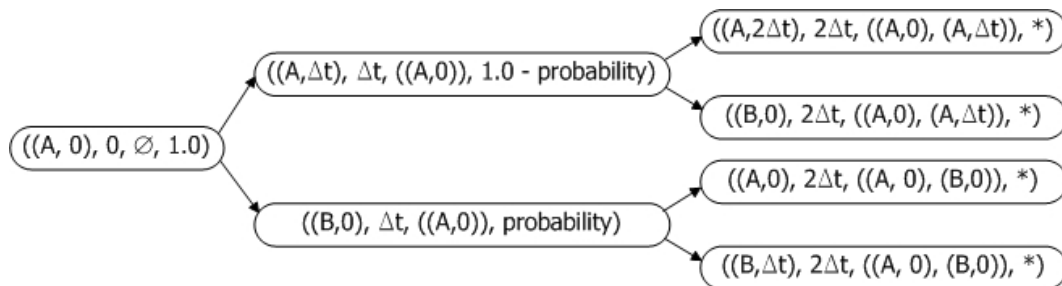 ((A, 0), 0, ∅, 1.0)
((A,Δt), Δt, ((A,0)), 1.0 - probability)
((B,0), Δt, ((A,0)), probability)
((A,2Δt), 2Δt, ((A,0), (A,Δt)), *)
((B,0), 2Δt, ((A,0), (A,Δt)), *)
((A,0), 2Δt, ((A, 0), (B,0)), *)
((B,Δt), 2Δt, ((A, 0), (B,0)), *)